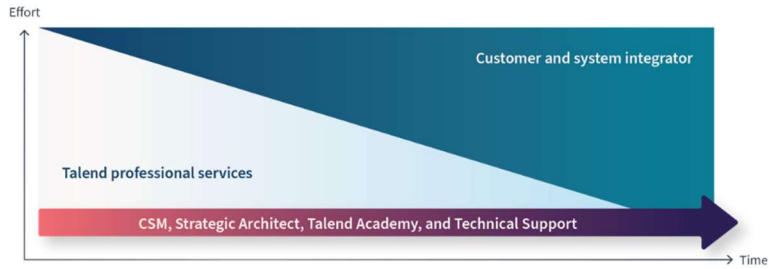 Effort
Customer and system integrator
Talend professional services
CSM, Strategic Architect, Talend Academy, and Technical Support
Time